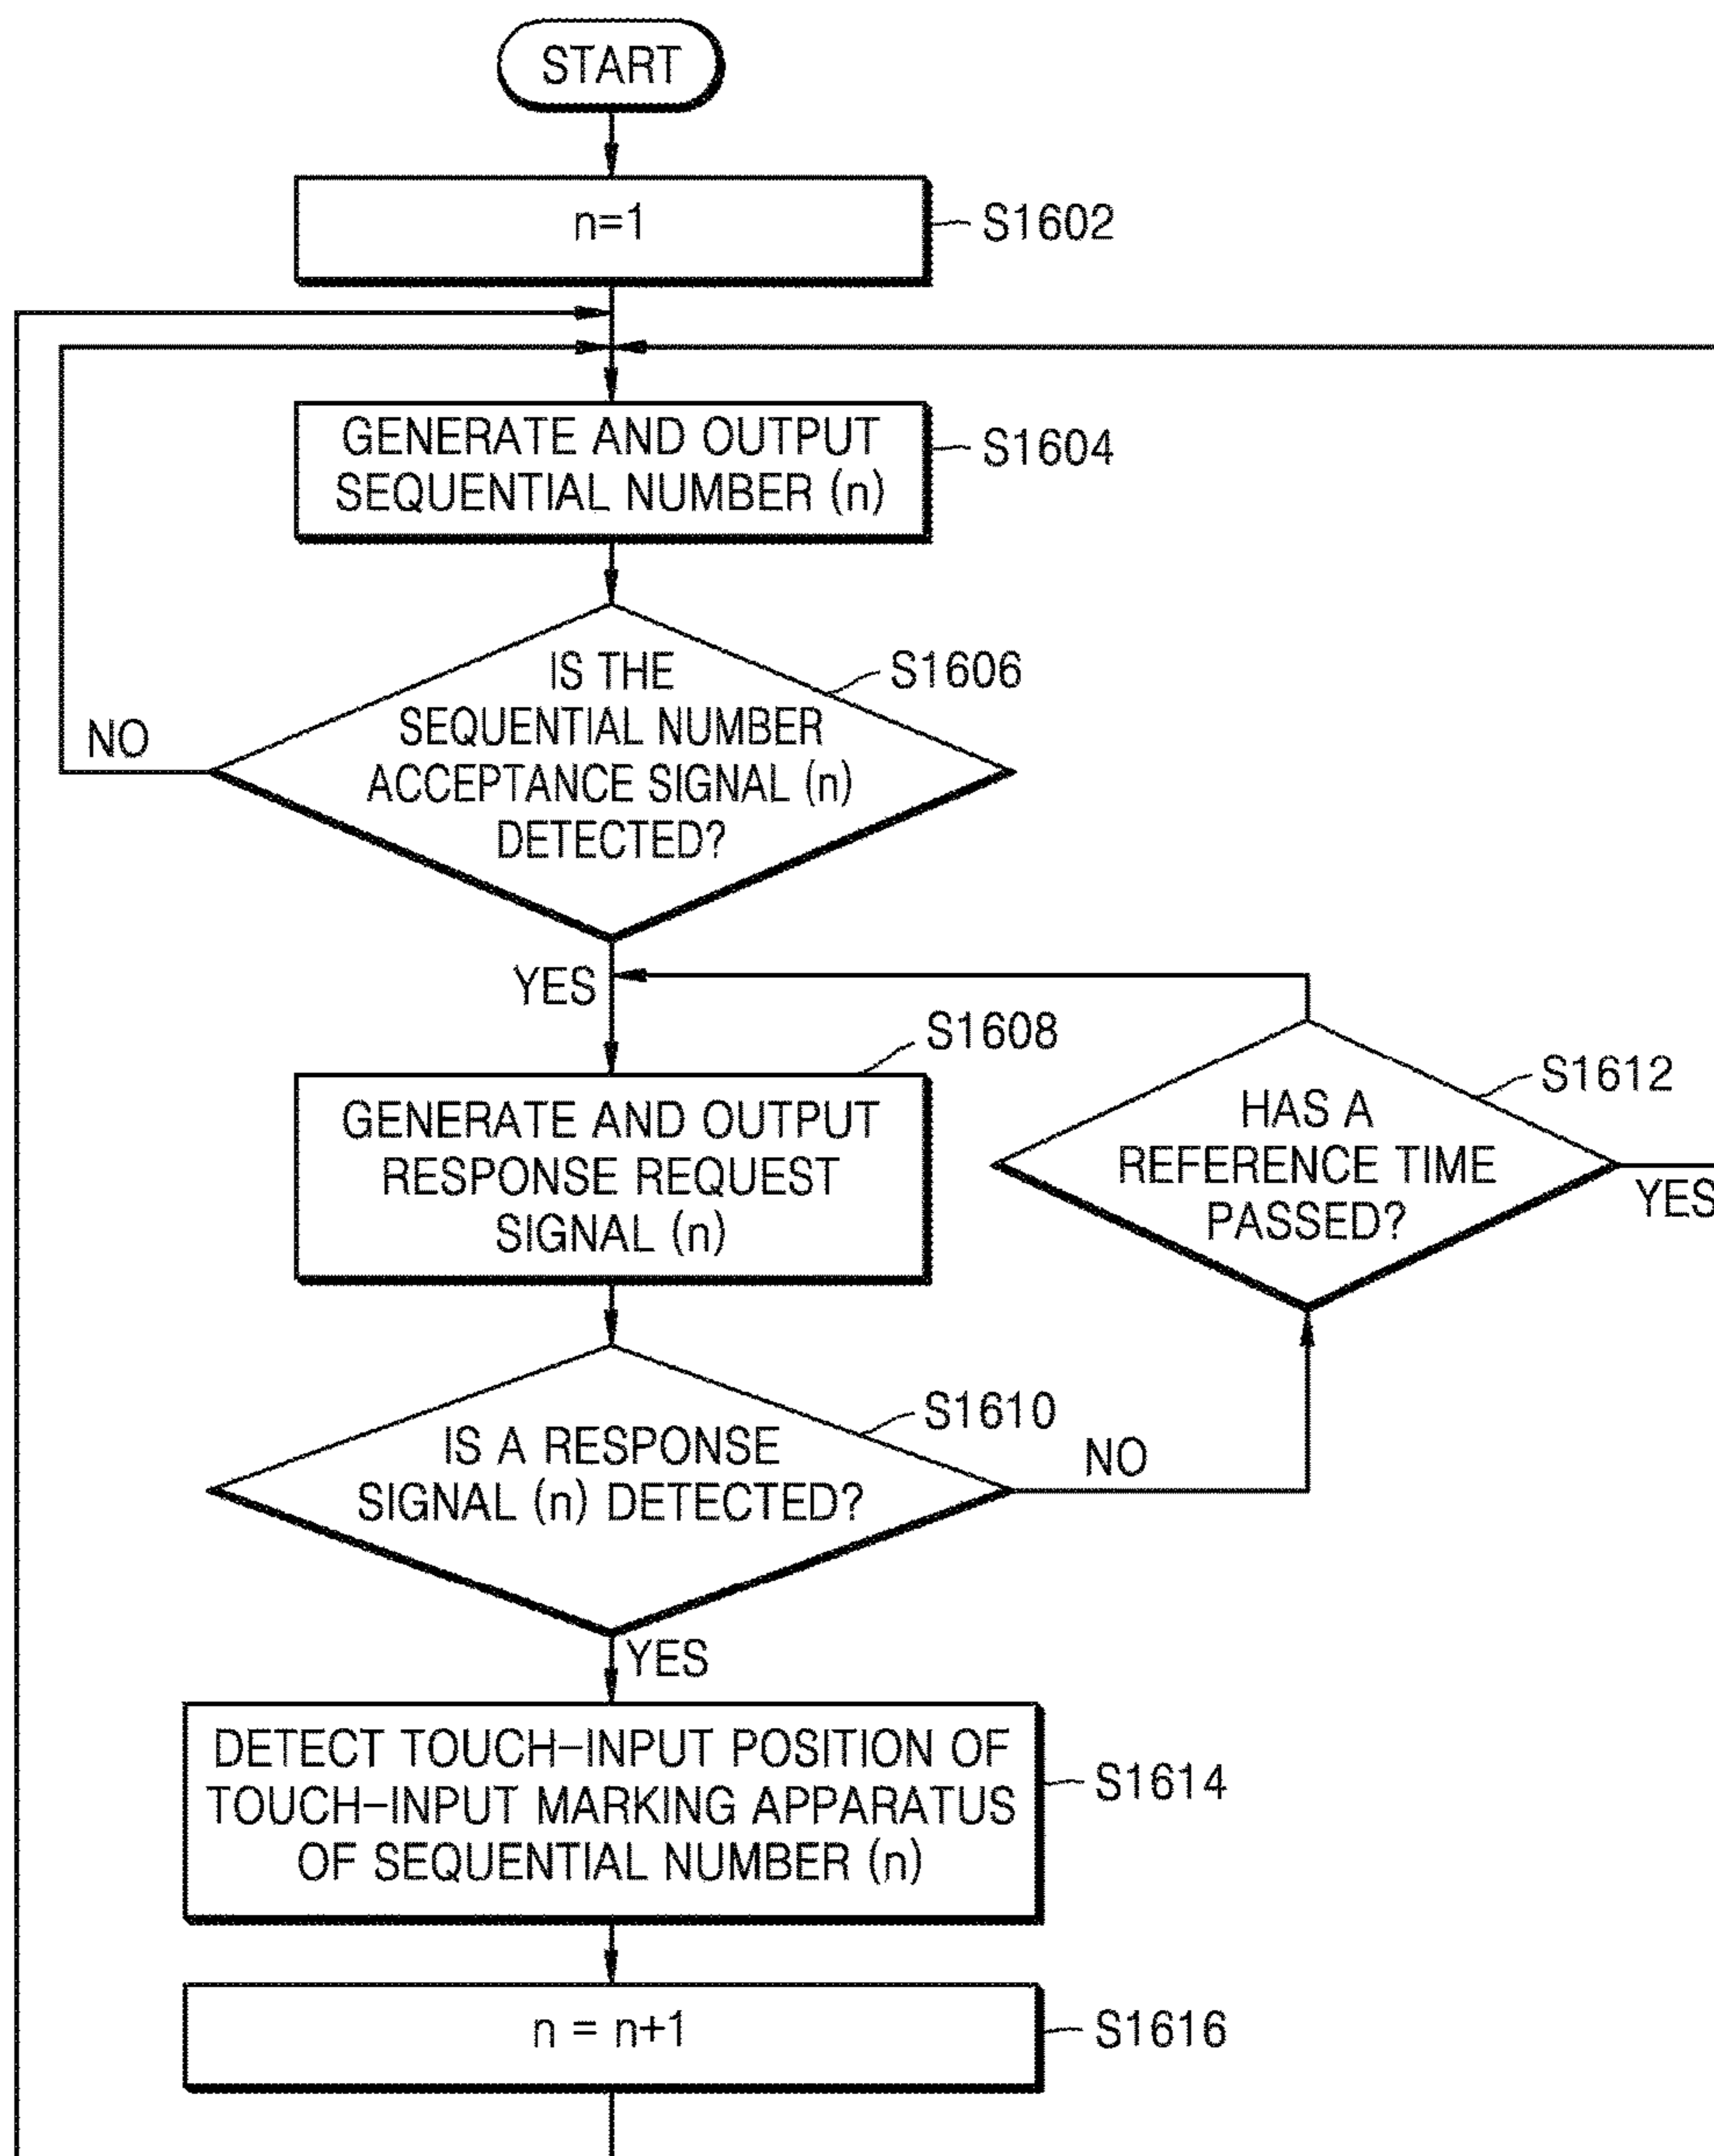 START
n=1
S1602
GENERATE AND OUTPUT
SEQUENTIAL NUMBER (n)
S1604
IS THE
SEQUENTIAL NUMBER
ACCEPTANCE SIGNAL (n)
DETECTED?
S1606
NO
YES
S1608
GENERATE AND OUTPUT
RESPONSE REQUEST
SIGNAL (n)
HAS A
REFERENCE TIME
PASSED?
S1612
YES
IS A RESPONSE
SIGNAL (n) DETECTED?
S1610
NO
YES
DETECT TOUCH-INPUT POSITION OF
TOUCH-INPUT MARKING APPARATUS
OF SEQUENTIAL NUMBER (n)
S1614
n = n+1
S1616